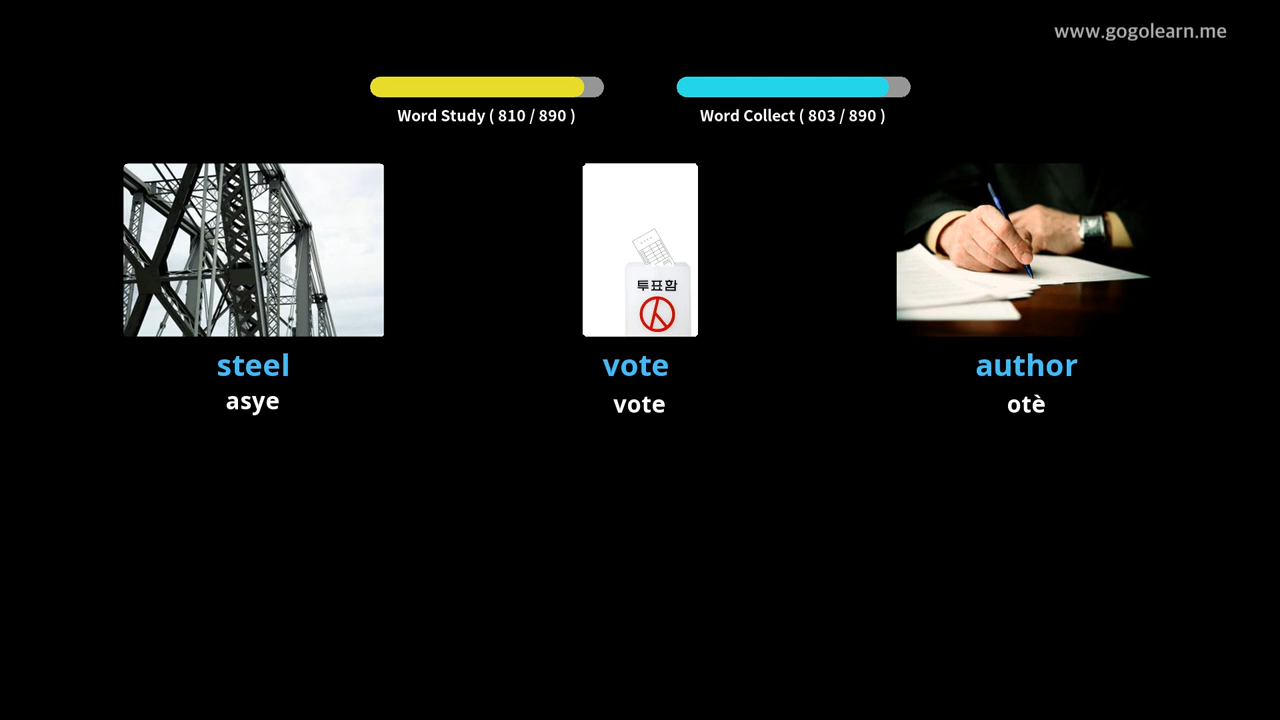 www.gogolearn.me
Word Study ( 810 / 890 )
Word Collect ( 803 / 890 )
투표함
steel
vote
author
asye
vote
otè